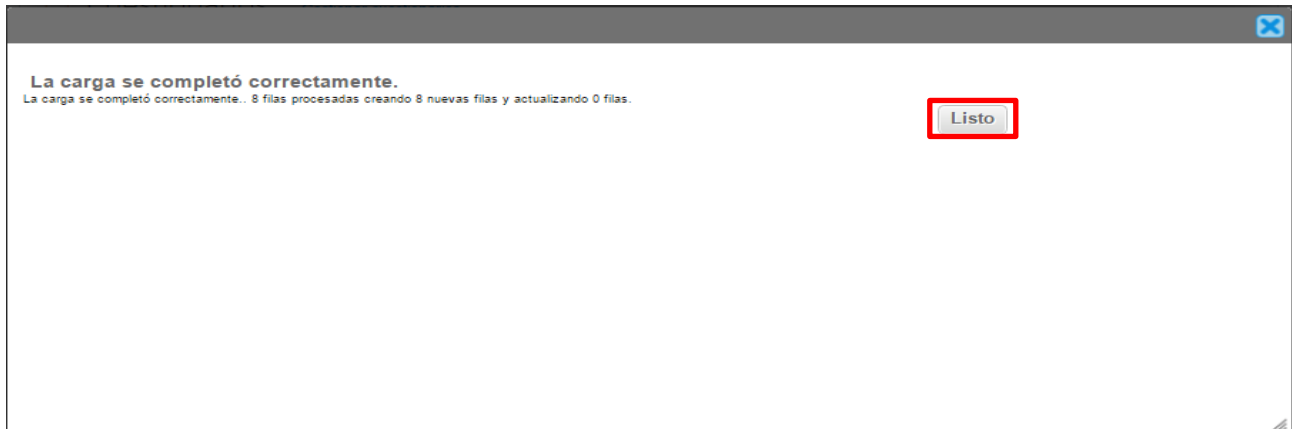 La carga se completó correctamente.
La carga se completó correctamente.. 8 filas procesadas creando 8 nuevas filas y actualizando 0 filas.
Listo